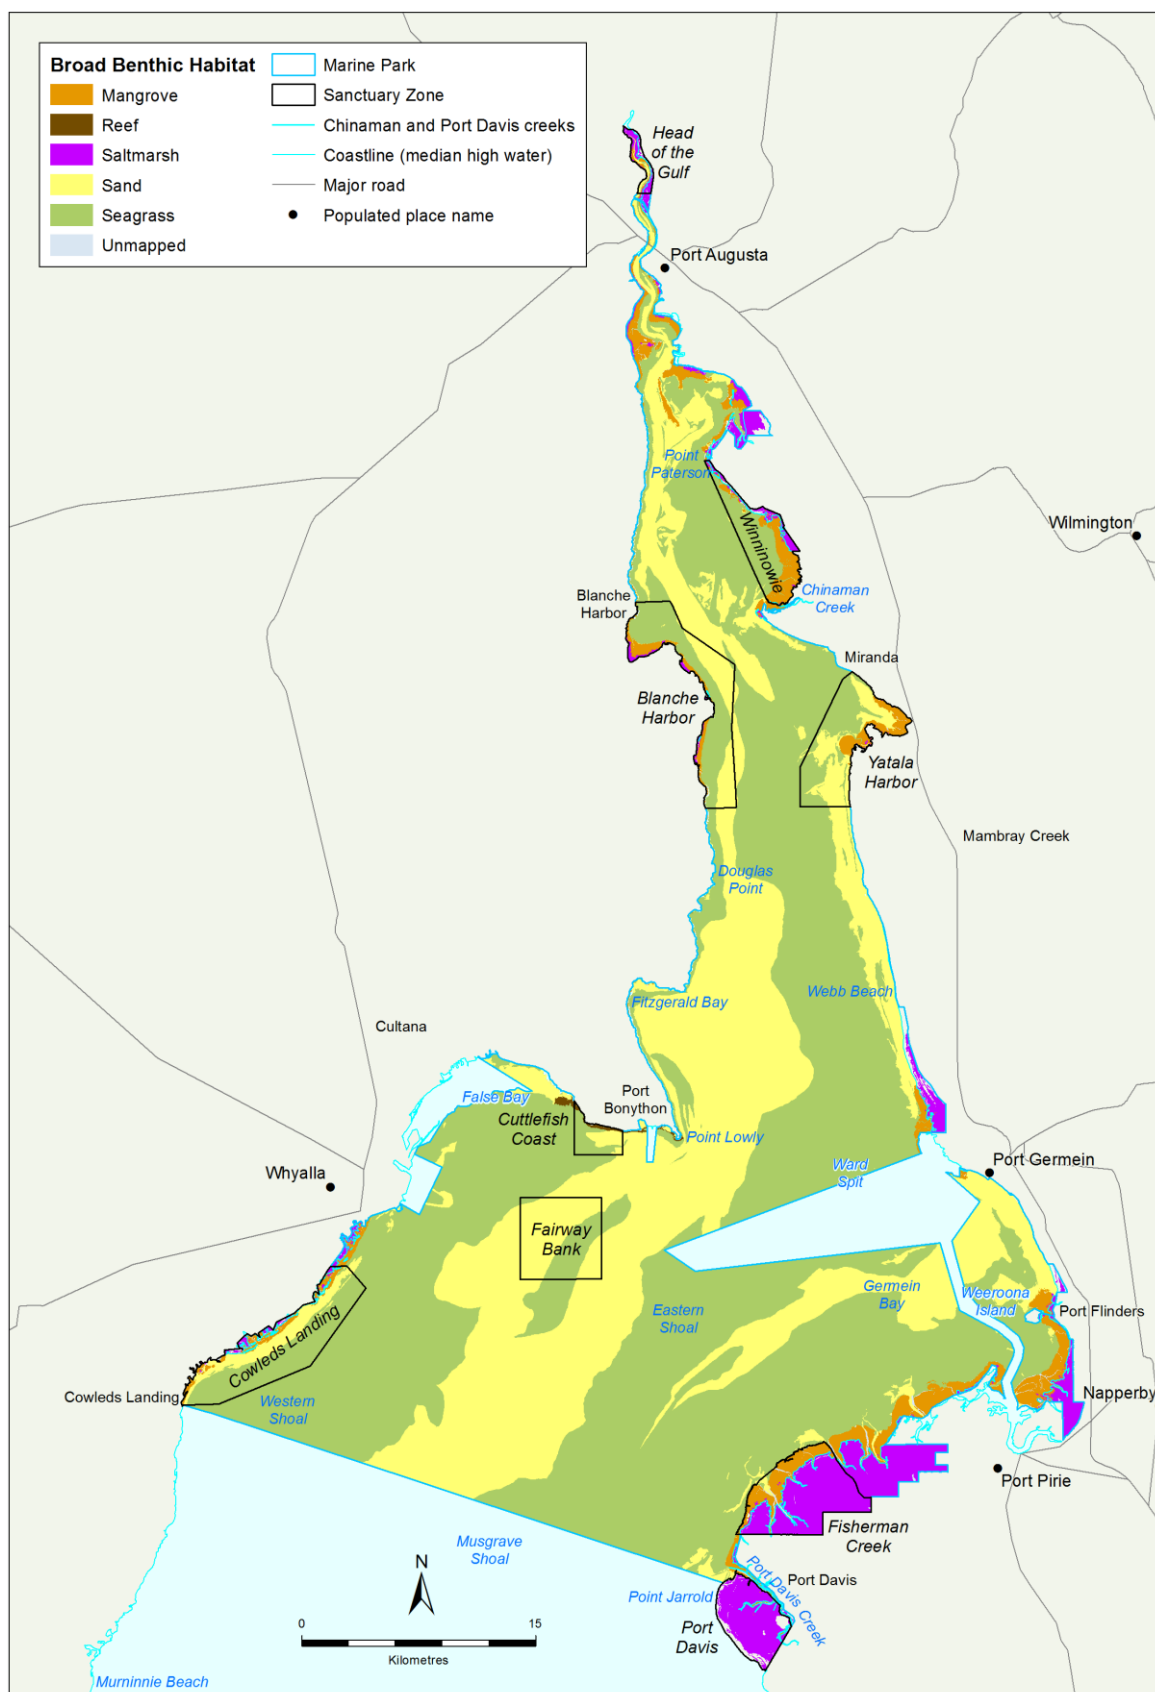 Broad Benthic Habitat
Mangrove
Reef
Saltmarsh
Sand
Seagrass
Unmapped
Marine Park
Sanctuary Zone
Chinaman and Port Davis creeks
Coastline (median high water)
Major road
Populated place name
Head
of the
Gulf
Port Augusta
Point
Paterson
Wilmington
Winninowie
Chinaman
Creek
Blanche
Harbor
Miranda
Blanche
Harbor
Yatala
Harbor
Mambray Creek
Douglas
Point
Webb Beach
Fitzgerald Bay
Cultana
False Bay
Port
Bonython
Cuttlefish
Coast
Point Lowly
Whyalla
Ward
Spit
Port Germein
Fairway
Bank
Germein
Bay
Weeroona
Island
Eastern
Shoal
Port Flinders
Cowleds Landing
Cowleds Landing
Western
Shoal
Napperby
Port Pirie
Fisherman
Creek
Musgrave
Shoal
N
Port Davis
Port Davis Creek
Point Jarrold
Port
Davis
0
15
Kilometres
Murninnie Beach